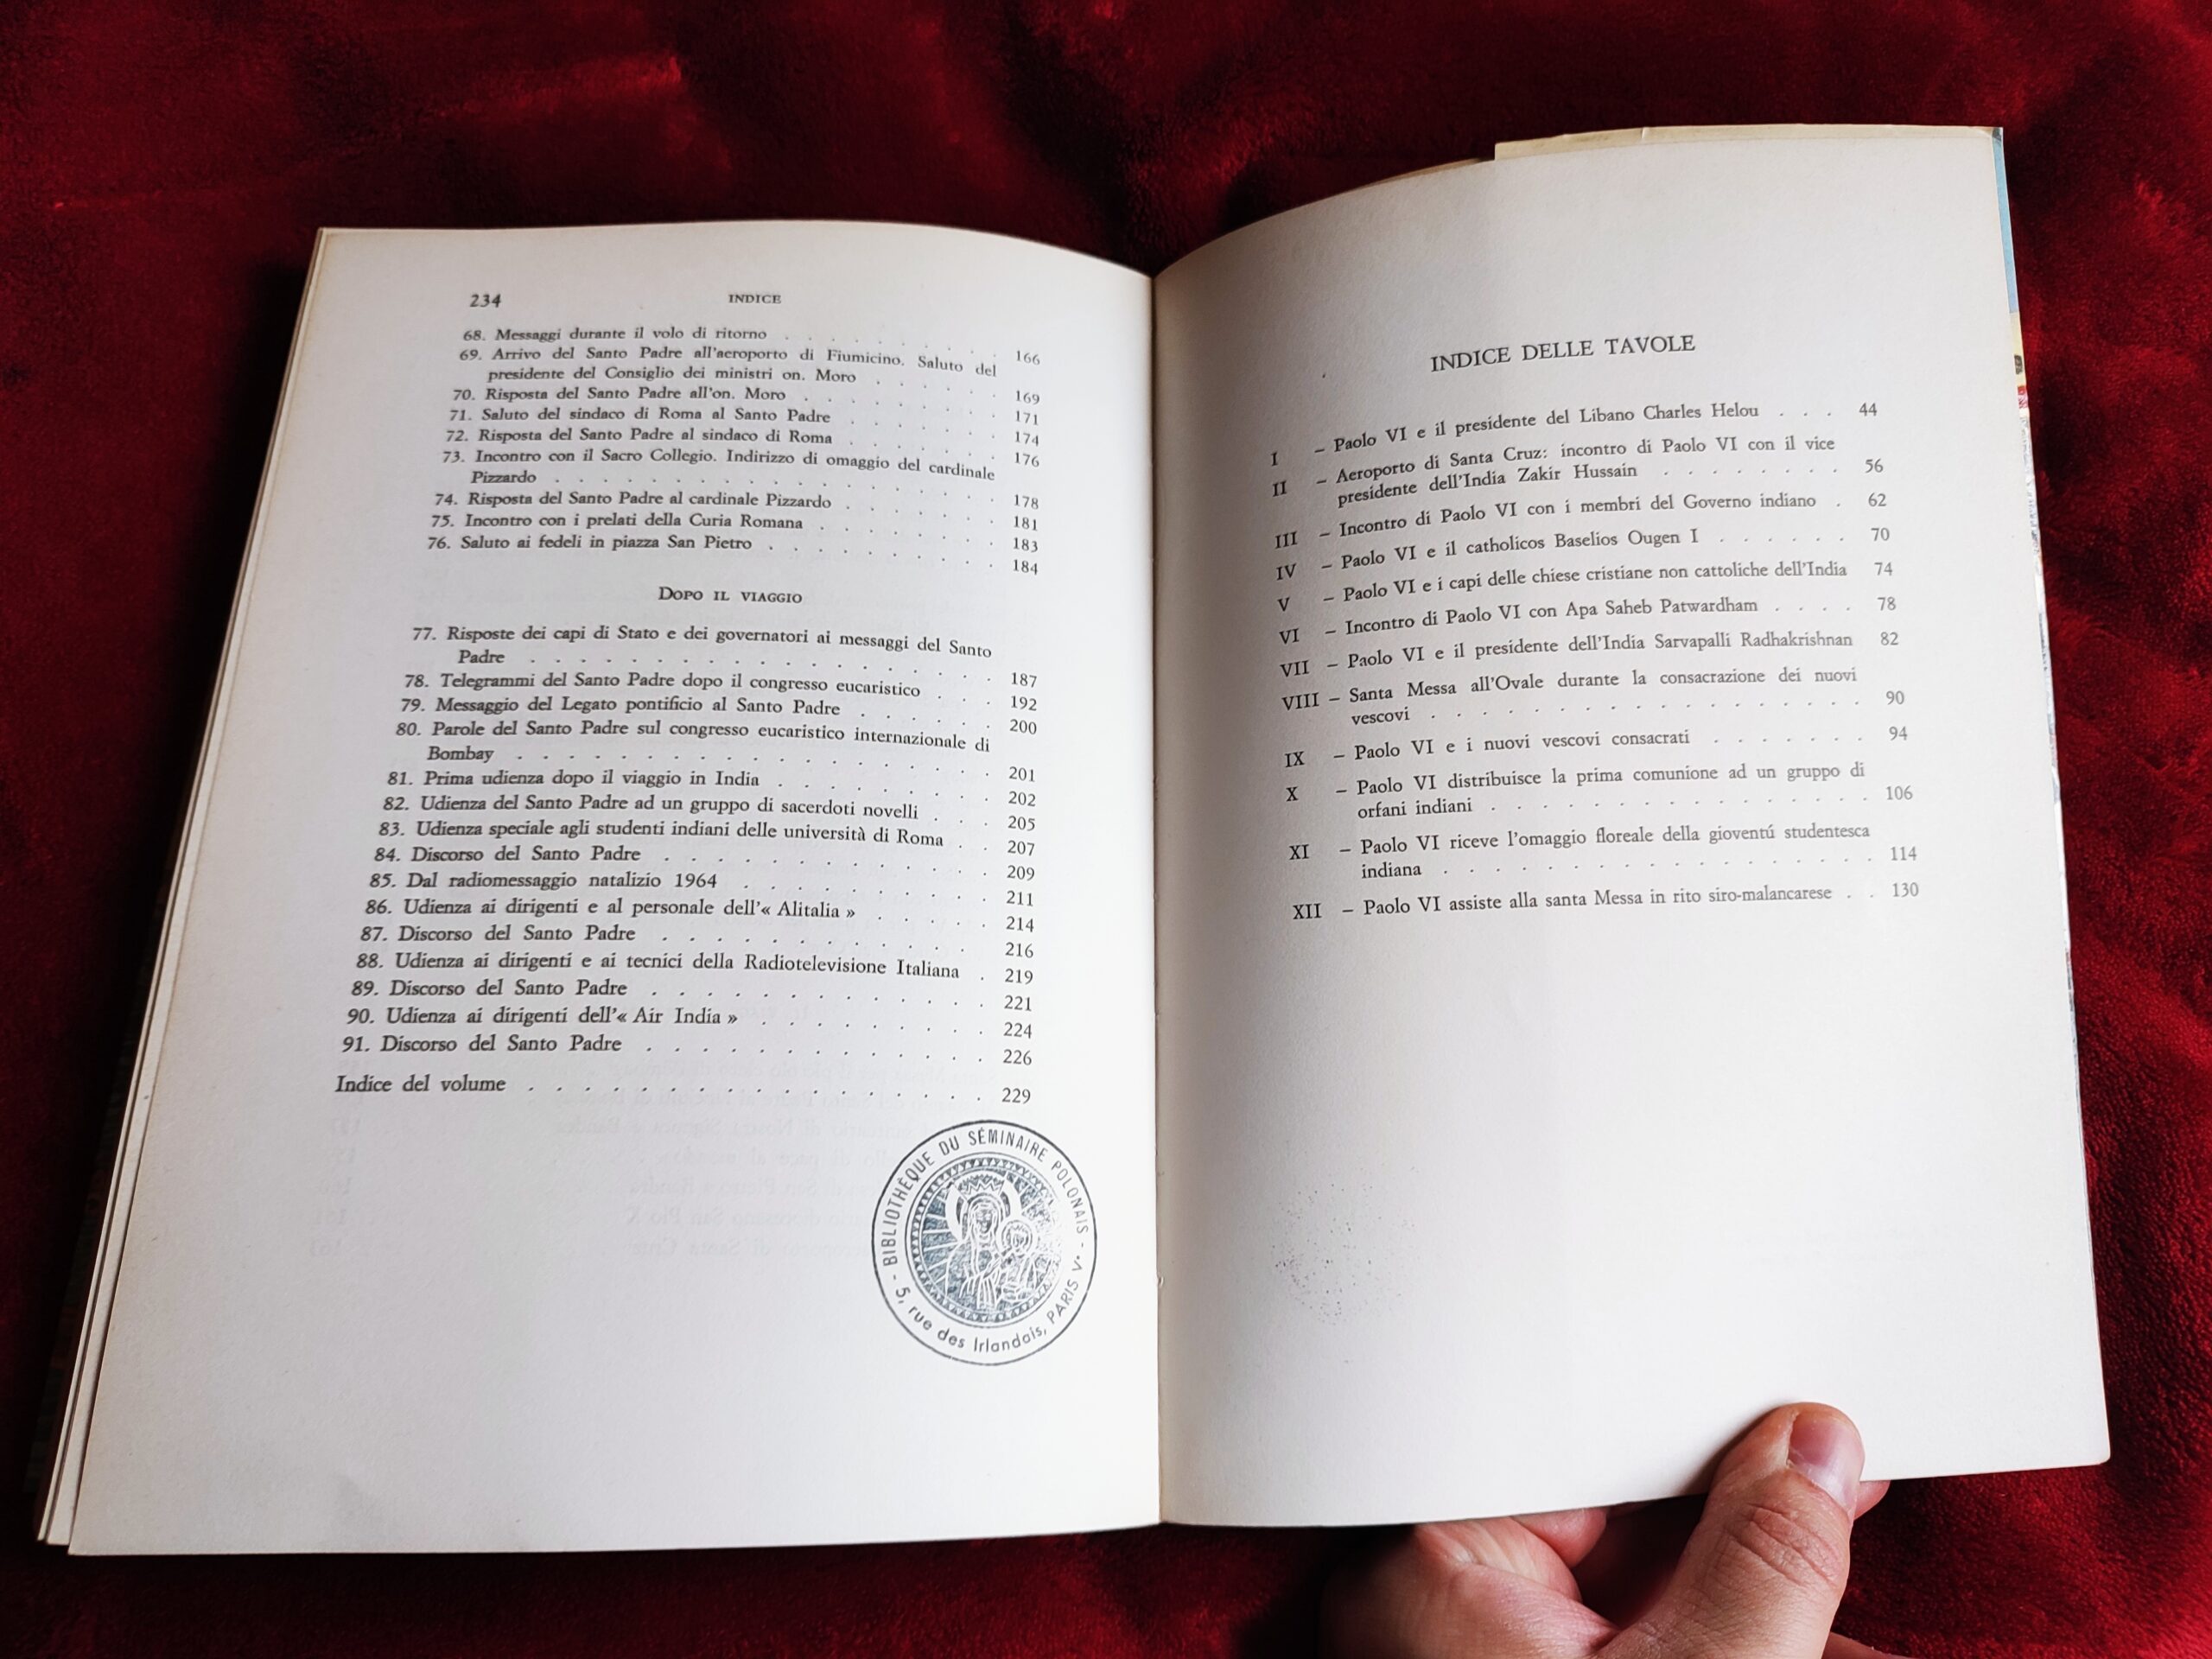 234 INDICE
68. Messaggi durante il volo di ritorno . . . . . . . . 166
69. Arrivo del Santo Padre all'aeroporto di Fiumicino. Saluto del
presidente del Consiglio dei ministri on. Moro . . . . . . 169
70. Risposta del Santo Padre all'on. Moro . . . . . . . . 171
71. Saluto del sindaco di Roma al Santo Padre . . . . . . 174
72. Risposta del Santo Padre al sindaco di Roma . . . . . . 176
73. Incontro con il Sacro Collegio. Indirizzo di omaggio del cardinale
Pizzardo . . . . . . . . . . . . . . . . 178
74. Risposta del Santo Padre al cardinale Pizzardo . . . . . . 181
75. Incontro con i prelati della Curia Romana . . . . . . . 183
76. Saluto ai fedeli in piazza San Pietro . . . . . . . . 184
DOPO IL VIAGGIO
77. Risposte dei capi di Stato e dei governatori ai messaggi del Santo
Padre . . . . . . . . . . . . . . . . . 187
78. Telegrammi del Santo Padre dopo il congresso eucaristico . . . 192
79. Messaggio del Legato pontificio al Santo Padre . . . . . . 200
80. Parole del Santo Padre sul congresso eucaristico internazionale di
Bombay . . . . . . . . . . . . . . . . . 201
81. Prima udienza dopo il viaggio in India . . . . . . . . 202
82. Udienza del Santo Padre ad un gruppo di sacerdoti novelli . . . 205
83. Udienza speciale agli studenti indiani delle università di Roma . . 207
84. Discorso del Santo Padre . . . . . . . . . . . . 209
85. Dal radiomessaggio natalizio 1964 . . . . . . . . . 211
86. Udienza ai dirigenti e al personale dell'« Alitalia » . . . . . 214
87. Discorso del Santo Padre . . . . . . . . . . . . 216
88. Udienza ai dirigenti e ai tecnici della Radiotelevisione Italiana . 219
89. Discorso del Santo Padre . . . . . . . . . . . . 221
90. Udienza ai dirigenti dell'« Air India » . . . . . . . . . 224
91. Discorso del Santo Padre . . . . . . . . . . . . 226
Indice del volume . . . . . . . . . . . . . . . . 229
- BIBLIOTHEQUE DU SÉMINAIRE POLONAIS -
5, rue des Irlandais, PARIS Ve
INDICE DELLE TAVOLE
I – Paolo VI e il presidente del Libano Charles Helou . . . 44
II – Aeroporto di Santa Cruz: incontro di Paolo VI con il vice
presidente dell'India Zakir Hussain . . . . . . . . 56
III – Incontro di Paolo VI con i membri del Governo indiano . 62
IV – Paolo VI e il catholicos Baselios Ougen I . . . . . . 70
V – Paolo VI e i capi delle chiese cristiane non cattoliche dell'India 74
VI – Incontro di Paolo VI con Apa Saheb Patwardham . . . . 78
VII – Paolo VI e il presidente dell'India Sarvapalli Radhakrishnan 82
VIII – Santa Messa all'Ovale durante la consacrazione dei nuovi
vescovi . . . . . . . . . . . . . . . . . 90
IX – Paolo VI e i nuovi vescovi consacrati . . . . . . . 94
X – Paolo VI distribuisce la prima comunione ad un gruppo di
orfani indiani . . . . . . . . . . . . . . . 106
XI – Paolo VI riceve l'omaggio floreale della gioventú studentesca
indiana . . . . . . . . . . . . . . . . . 114
XII – Paolo VI assiste alla santa Messa in rito siro-malancarese . . 130